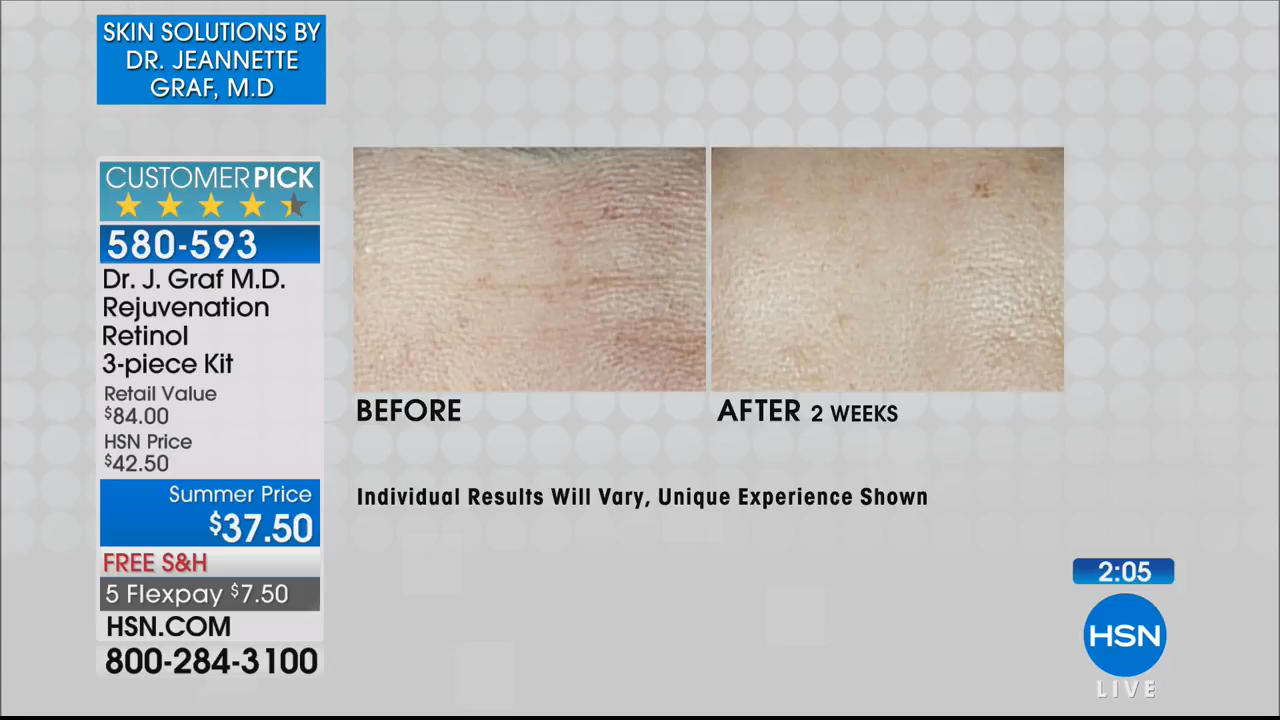 SKIN SOLUTIONS BY
DR. JEANNETTE
GRAF, M.D
CUSTOMERPICK
580-593
Dr. J. Graf M.D.
Rejuvenation
Retinol
3-piece Kit
Retail Value
$84.00
HSN Price
$42.50
Summer Price
$37.50
FREE S&H
5 Flexpay $7.50
HSN.COM
800-284-3100
BEFORE
AFTER 2 WEEKS
Individual Results Will Vary, Unique Experience Shown
2:05
HSN
LIVE